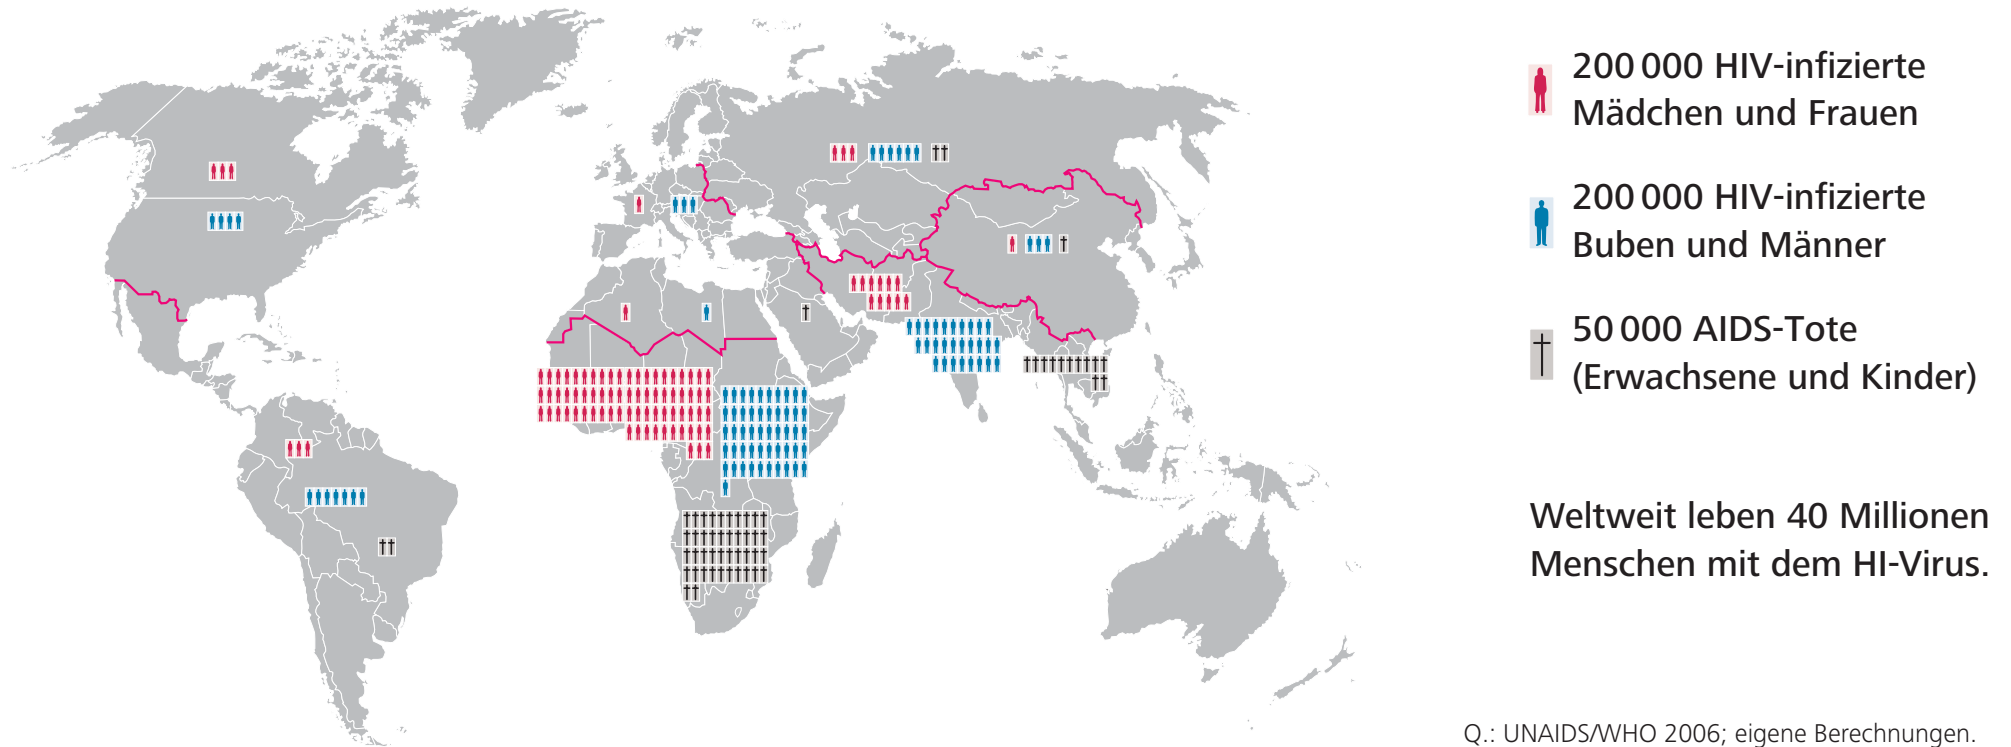 200 000 HIV-infizierte
Mädchen und Frauen
200 000 HIV-infizierte
Buben und Männer
50 000 AIDS-Tote
(Erwachsene und Kinder)
Weltweit leben 40 Millionen
Menschen mit dem HI-Virus.
Q.: UNAIDS/WHO 2006; eigene Berechnungen.